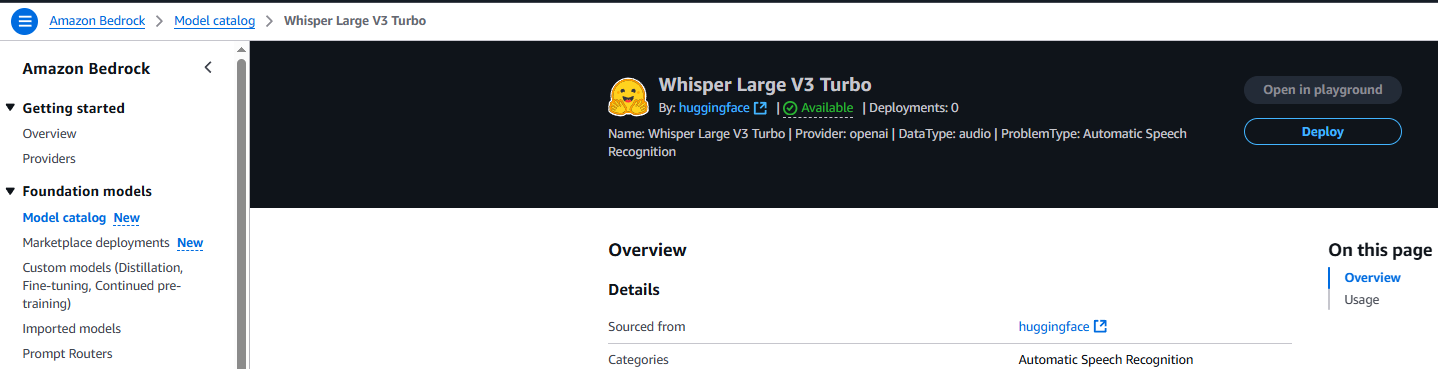 Amazon Bedrock > Model catalog > Whisper Large V3 Turbo
Amazon Bedrock
Getting started
Overview
Providers
Foundation models
Model catalog New
Marketplace deployments New
Custom models (Distillation,
Fine-tuning, Continued pre-
training)
Imported models
Prompt Routers
Whisper Large V3 Turbo
By: huggingface | Available | Deployments: 0
Name: Whisper Large V3 Turbo | Provider: openai | DataType: audio | ProblemType: Automatic Speech
Recognition
Open in playground
Deploy
Overview
Details
Sourced from huggingface
Categories Automatic Speech Recognition
On this page
Overview
Usage